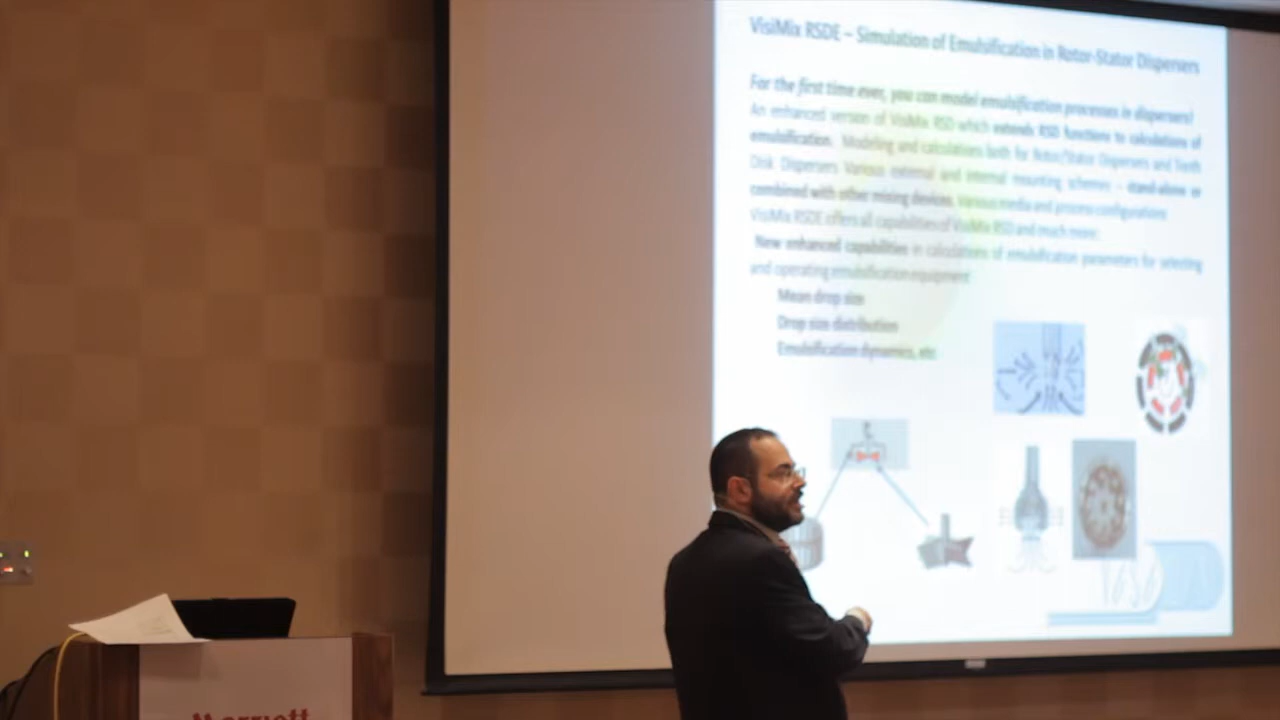 VisiMix RSDE – Simulation of Emulsification in Rotor-Stator Dispersers
For the first time ever, you can model emulsification processes in dispersers!
An enhanced version of VisiMix RSD which extends RSD functions to calculations of
emulsification. Modeling and calculations both for Rotor/Stator Dispersers and Tooth
Disk Dispersers Various external and internal mounting schemes – stand-alone or
combined with other mixing devices, various media and process configurations
VisiMix RSDE offers all capabilities of VisiMix RSD and much more:
New enhanced capabilities in calculations of emulsification parameters for selecting
and operating emulsification equipment
Mean drop size
Drop size distribution
Emulsification dynamics, etc
Marriott